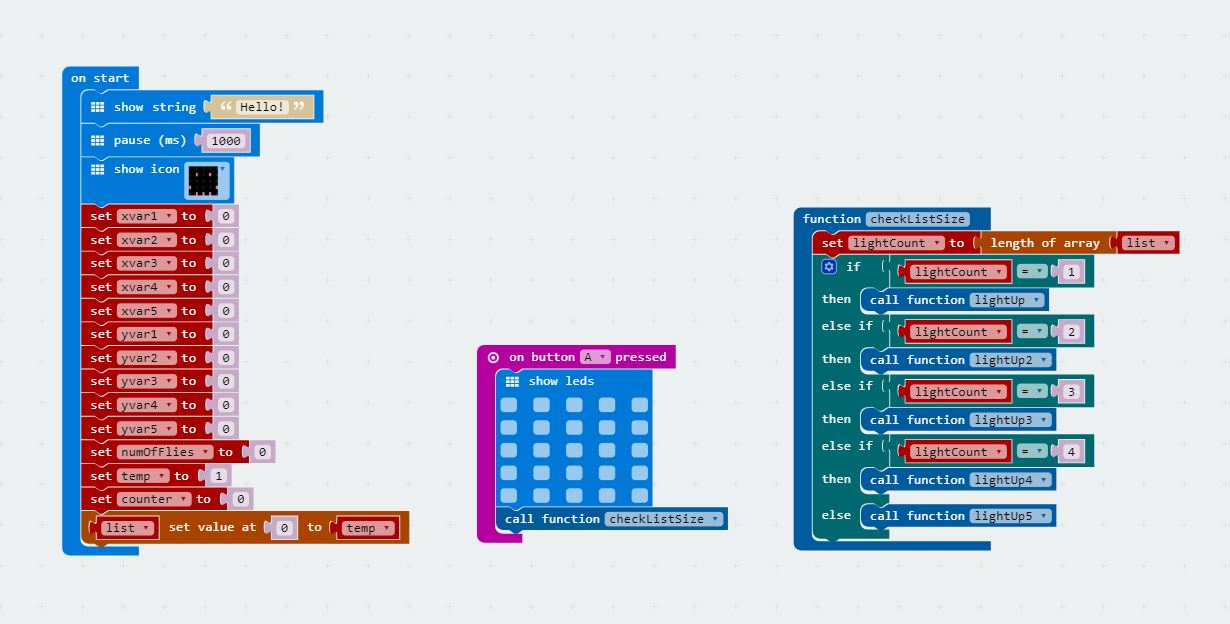 on start
show string “ Hello! ”
pause (ms) 1000
show icon
set xvar1 to 0
set xvar2 to 0
set xvar3 to 0
set xvar4 to 0
set xvar5 to 0
set yvar1 to 0
set yvar2 to 0
set yvar3 to 0
set yvar4 to 0
set yvar5 to 0
set numOfFlies to 0
set temp to 1
set counter to 0
list set value at 0 to temp
on button A pressed
show leds
call function checkListSize
function checkListSize
set lightCount to length of array list
if lightCount = 1
then call function lightUp
else if lightCount = 2
then call function lightUp2
else if lightCount = 3
then call function lightUp3
else if lightCount = 4
then call function lightUp4
else call function lightUp5